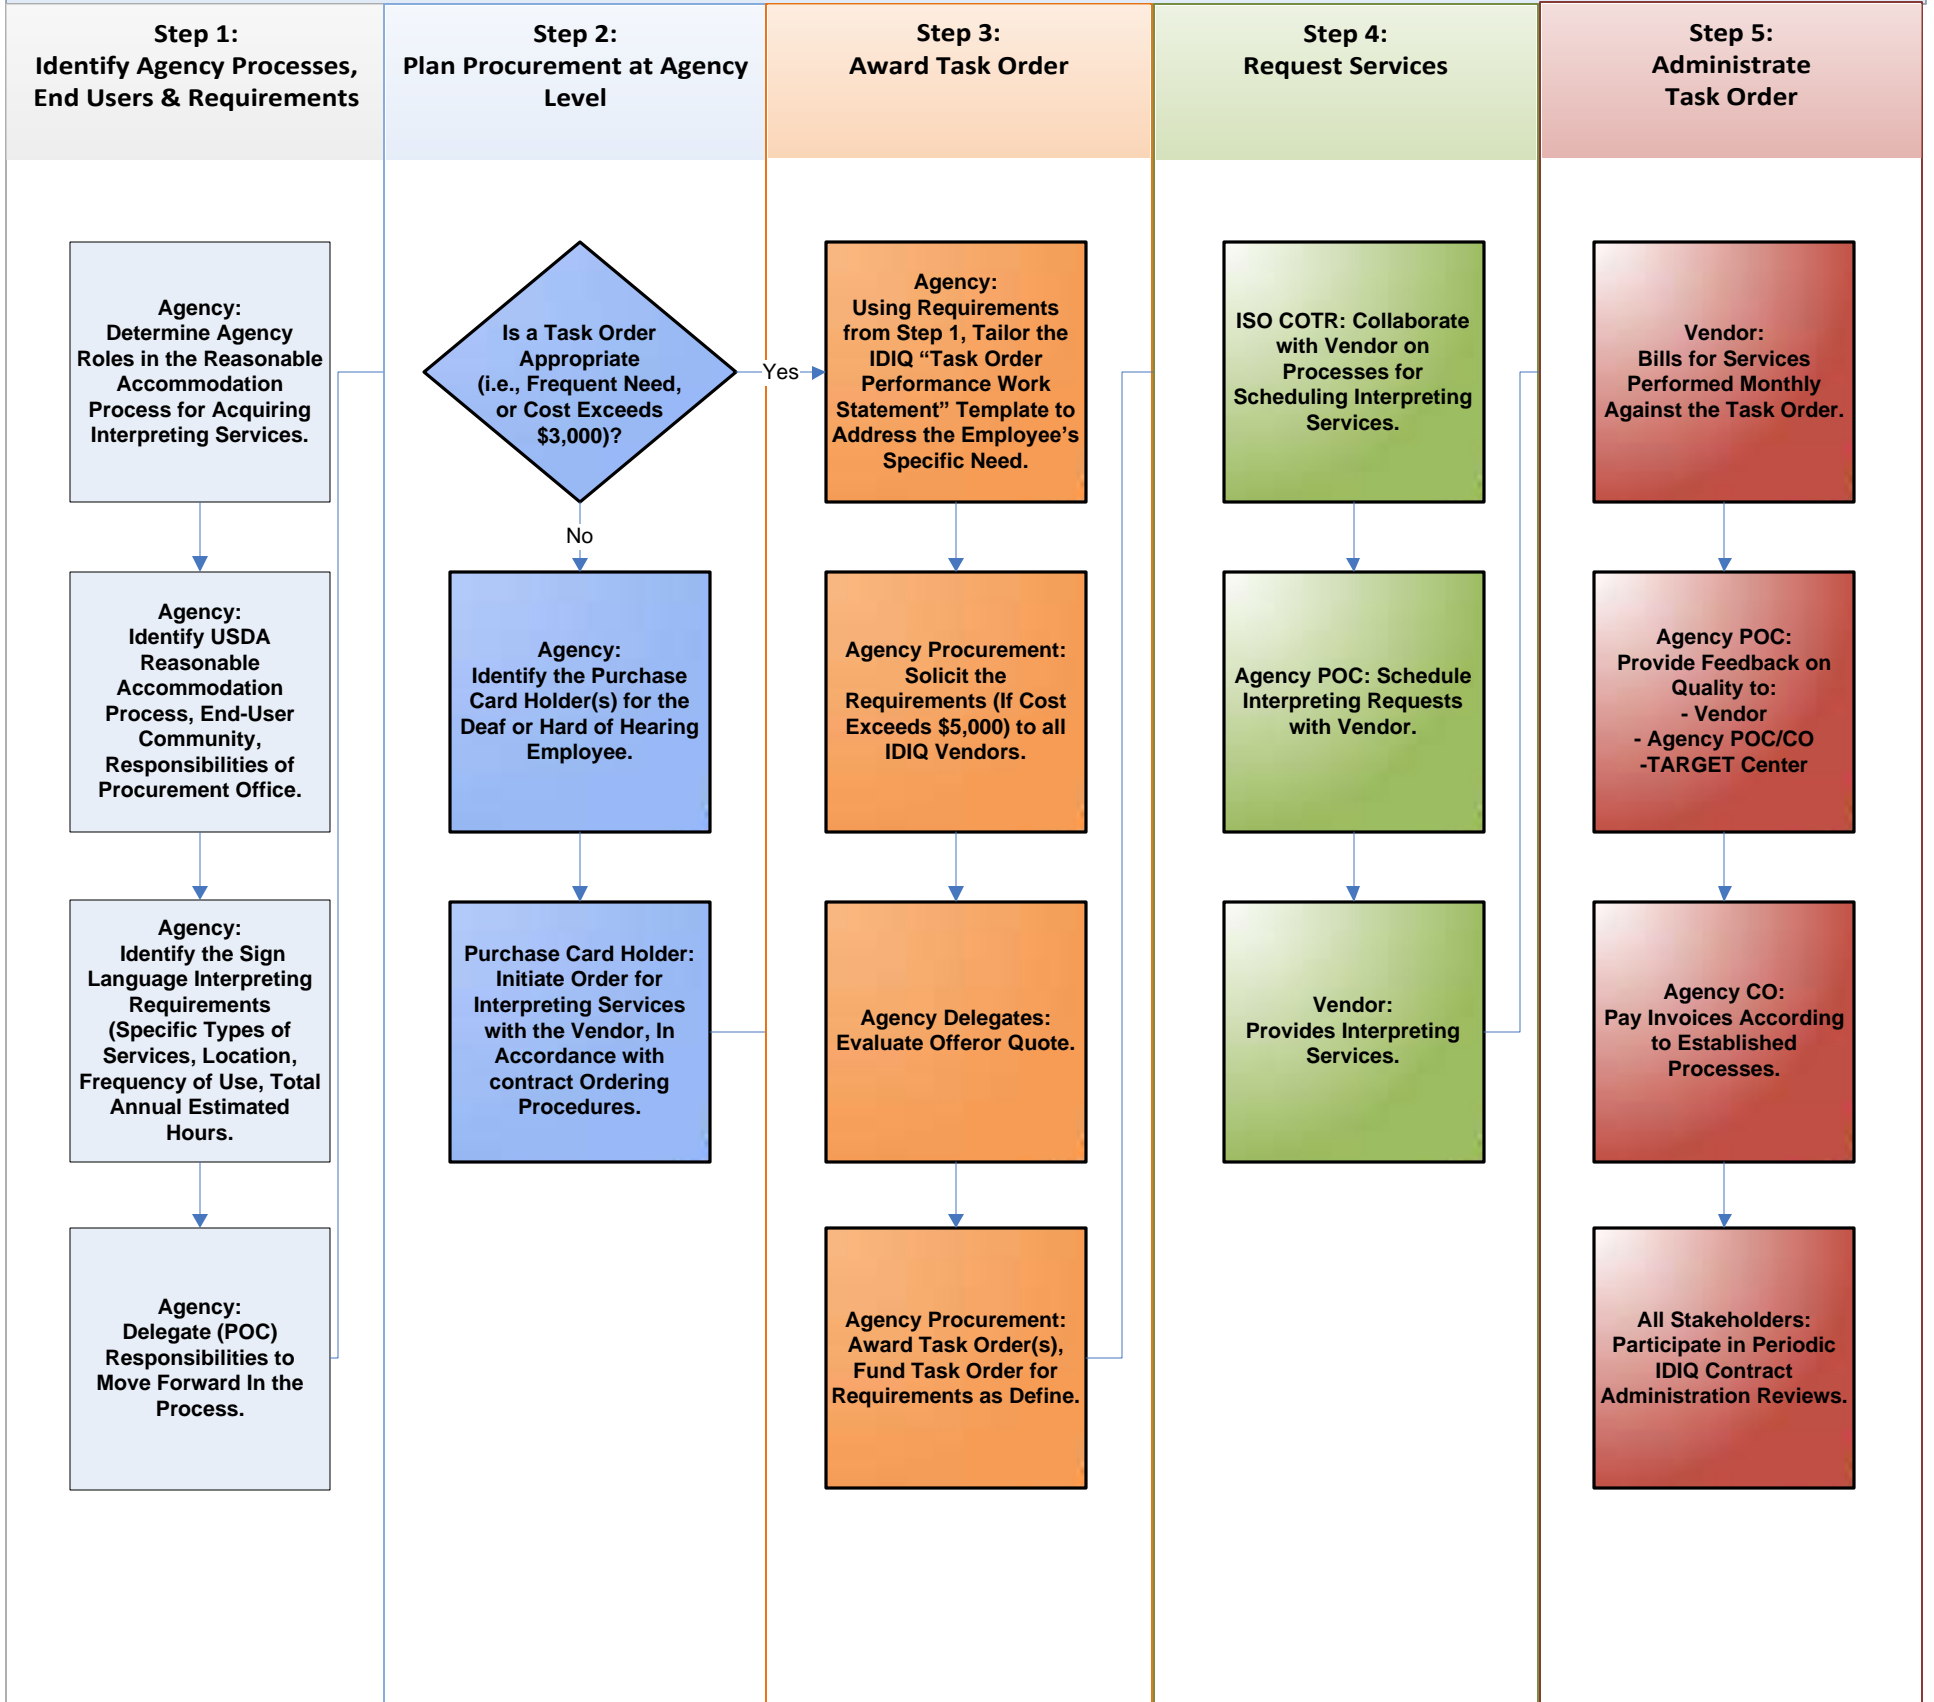 Step 1:
Identify Agency Processes,
End Users & Requirements
Step 2:
Plan Procurement at Agency
Level
Step 3:
Award Task Order
Step 4:
Request Services
Step 5:
Administrate
Task Order
Agency:
Determine Agency
Roles in the Reasonable
Accommodation
Process for Acquiring
Interpreting Services.
Agency:
Identify USDA
Reasonable
Accommodation
Process, End-User
Community,
Responsibilities of
Procurement Office.
Agency:
Identify the Sign
Language Interpreting
Requirements
(Specific Types of
Services, Location,
Frequency of Use, Total
Annual Estimated
Hours.
Agency:
Delegate (POC)
Responsibilities to
Move Forward In the
Process.
Is a Task Order
Appropriate
(i.e., Frequent Need,
or Cost Exceeds
$3,000)?
Yes
No
Agency:
Identify the Purchase
Card Holder(s) for the
Deaf or Hard of Hearing
Employee.
Purchase Card Holder:
Initiate Order for
Interpreting Services
with the Vendor, In
Accordance with
contract Ordering
Procedures.
Agency:
Using Requirements
from Step 1, Tailor the
IDIQ “Task Order
Performance Work
Statement” Template to
Address the Employee’s
Specific Need.
Agency Procurement:
Solicit the
Requirements (If Cost
Exceeds $5,000) to all
IDIQ Vendors.
Agency Delegates:
Evaluate Offeror Quote.
Agency Procurement:
Award Task Order(s),
Fund Task Order for
Requirements as Define.
ISO COTR: Collaborate
with Vendor on
Processes for
Scheduling Interpreting
Services.
Agency POC: Schedule
Interpreting Requests
with Vendor.
Vendor:
Provides Interpreting
Services.
Vendor:
Bills for Services
Performed Monthly
Against the Task Order.
Agency POC:
Provide Feedback on
Quality to:
- Vendor
- Agency POC/CO
-TARGET Center
Agency CO:
Pay Invoices According
to Established
Processes.
All Stakeholders:
Participate in Periodic
IDIQ Contract
Administration Reviews.